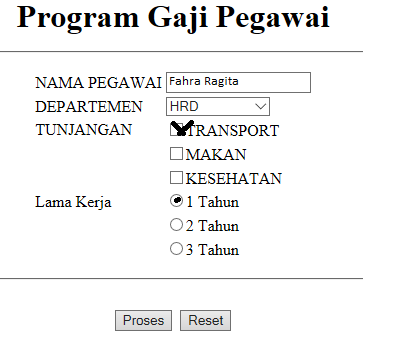 Program Gaji Pegawai
NAMA PEGAWAI Fahra Ragita
DEPARTEMEN HRD
TUNJANGAN TRANSPORT
MAKAN
KESEHATAN
Lama Kerja 1 Tahun
2 Tahun
3 Tahun
Proses Reset